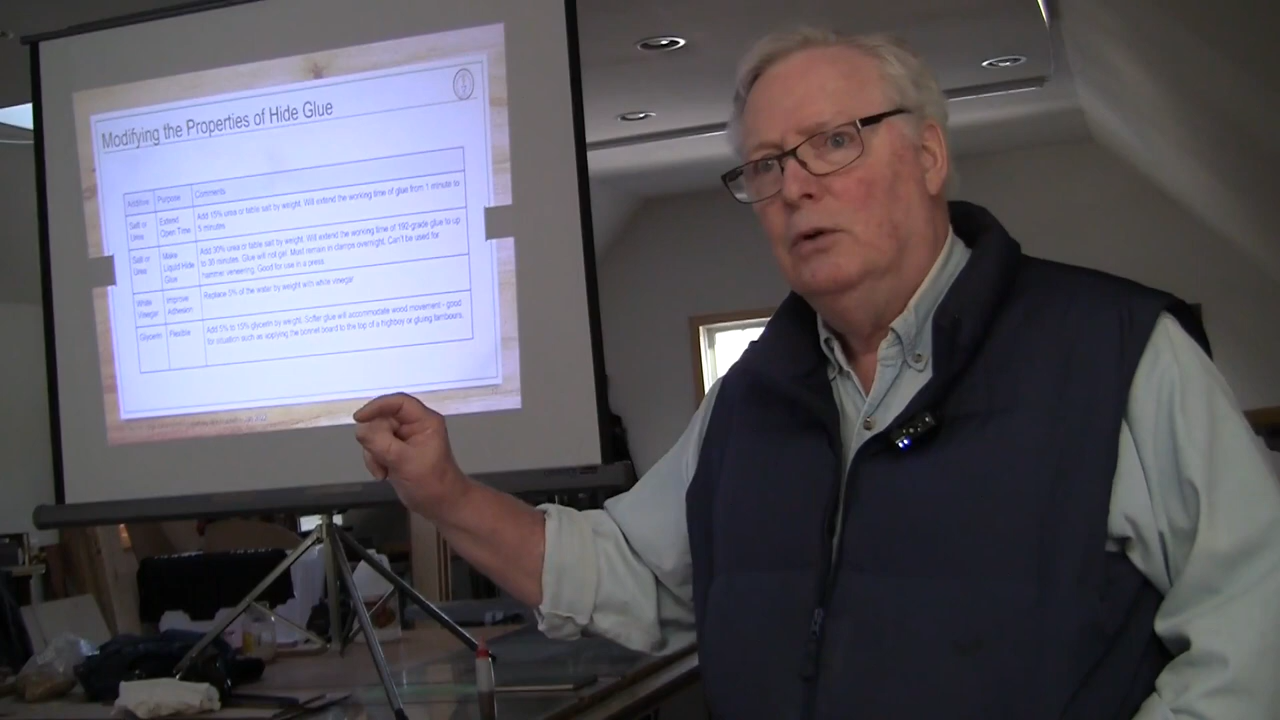 Modifying the Properties of Hide Glue
Additive Purpose Comments
Salt or Urea
Extend Open Time
Add 15% urea or table salt by weight. Will extend the working time of glue from 1 minute to
5 minutes
Salt or Urea
Make Liquid Hide Glue
Add 30% urea or table salt by weight. Will extend the working time of 192-grade glue to up
to 35 minutes. Glue will not gel. Must remain in clamps overnight. Can't be used for
hammer veneering. Good for use in a press.
White Vinegar
Improve Adhesion
Replace 5% of the water by weight with white vinegar
Glycerin
Flexible
Add 5% to 15% glycerin by weight. Softer glue will accommodate wood movement - good
for situation such as applying the bonnet board to the top of a highboy or gluing tambours.